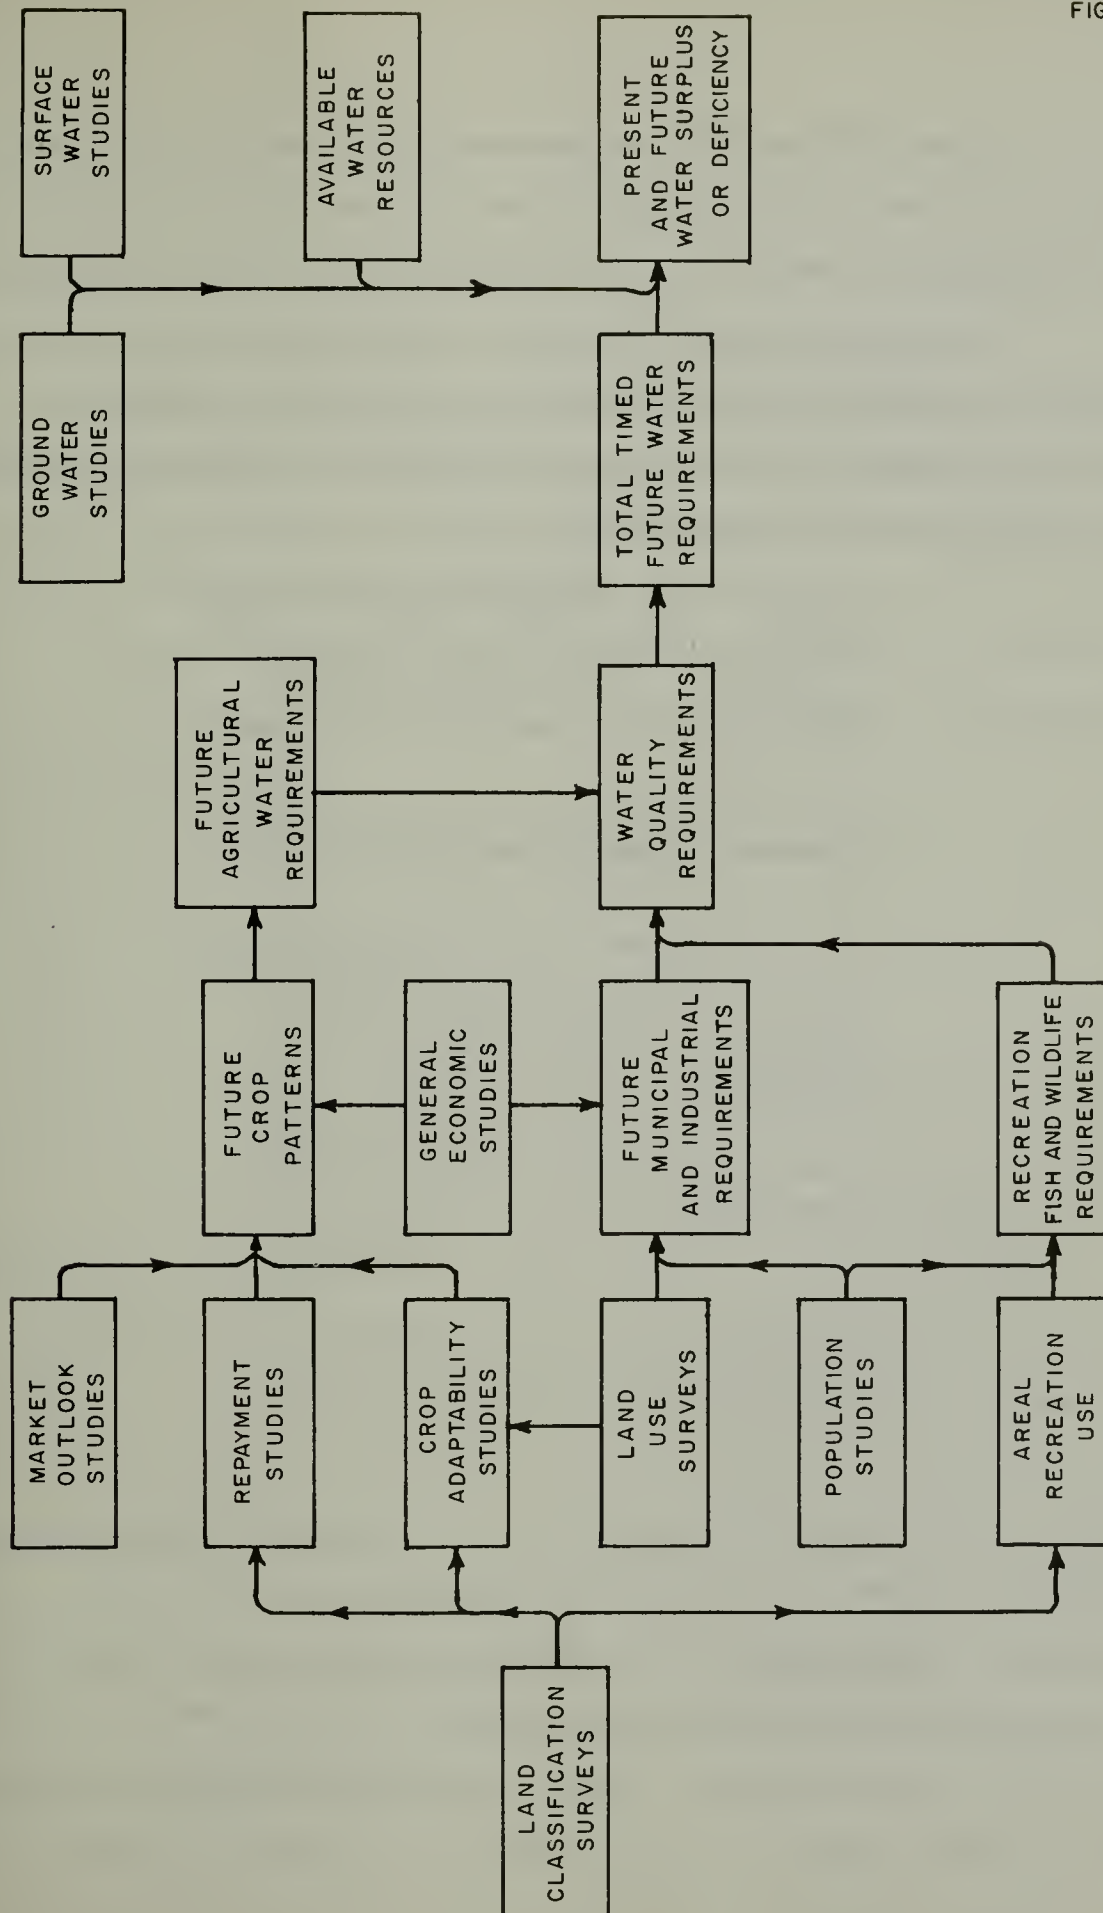 FIG
LAND
CLASSIFICATION
SURVEYS
MARKET
OUTLOOK
STUDIES
REPAYMENT
STUDIES
CROP
ADAPTABILITY
STUDIES
LAND
USE
SURVEYS
POPULATION
STUDIES
AREAL
RECREATION
USE
FUTURE
CROP
PATTERNS
GENERAL
ECONOMIC
STUDIES
FUTURE
MUNICIPAL
AND INDUSTRIAL
REQUIREMENTS
RECREATION
FISH AND WILDLIFE
REQUIREMENTS
FUTURE
AGRICULTURAL
WATER
REQUIREMENTS
WATER
QUALITY
REQUIREMENTS
GROUND
WATER
STUDIES
TOTAL TIMED
FUTURE WATER
REQUIREMENTS
SURFACE
WATER
STUDIES
AVAILABLE
WATER
RESOURCES
PRESENT
AND FUTURE
WATER SURPLUS
OR DEFICIENCY